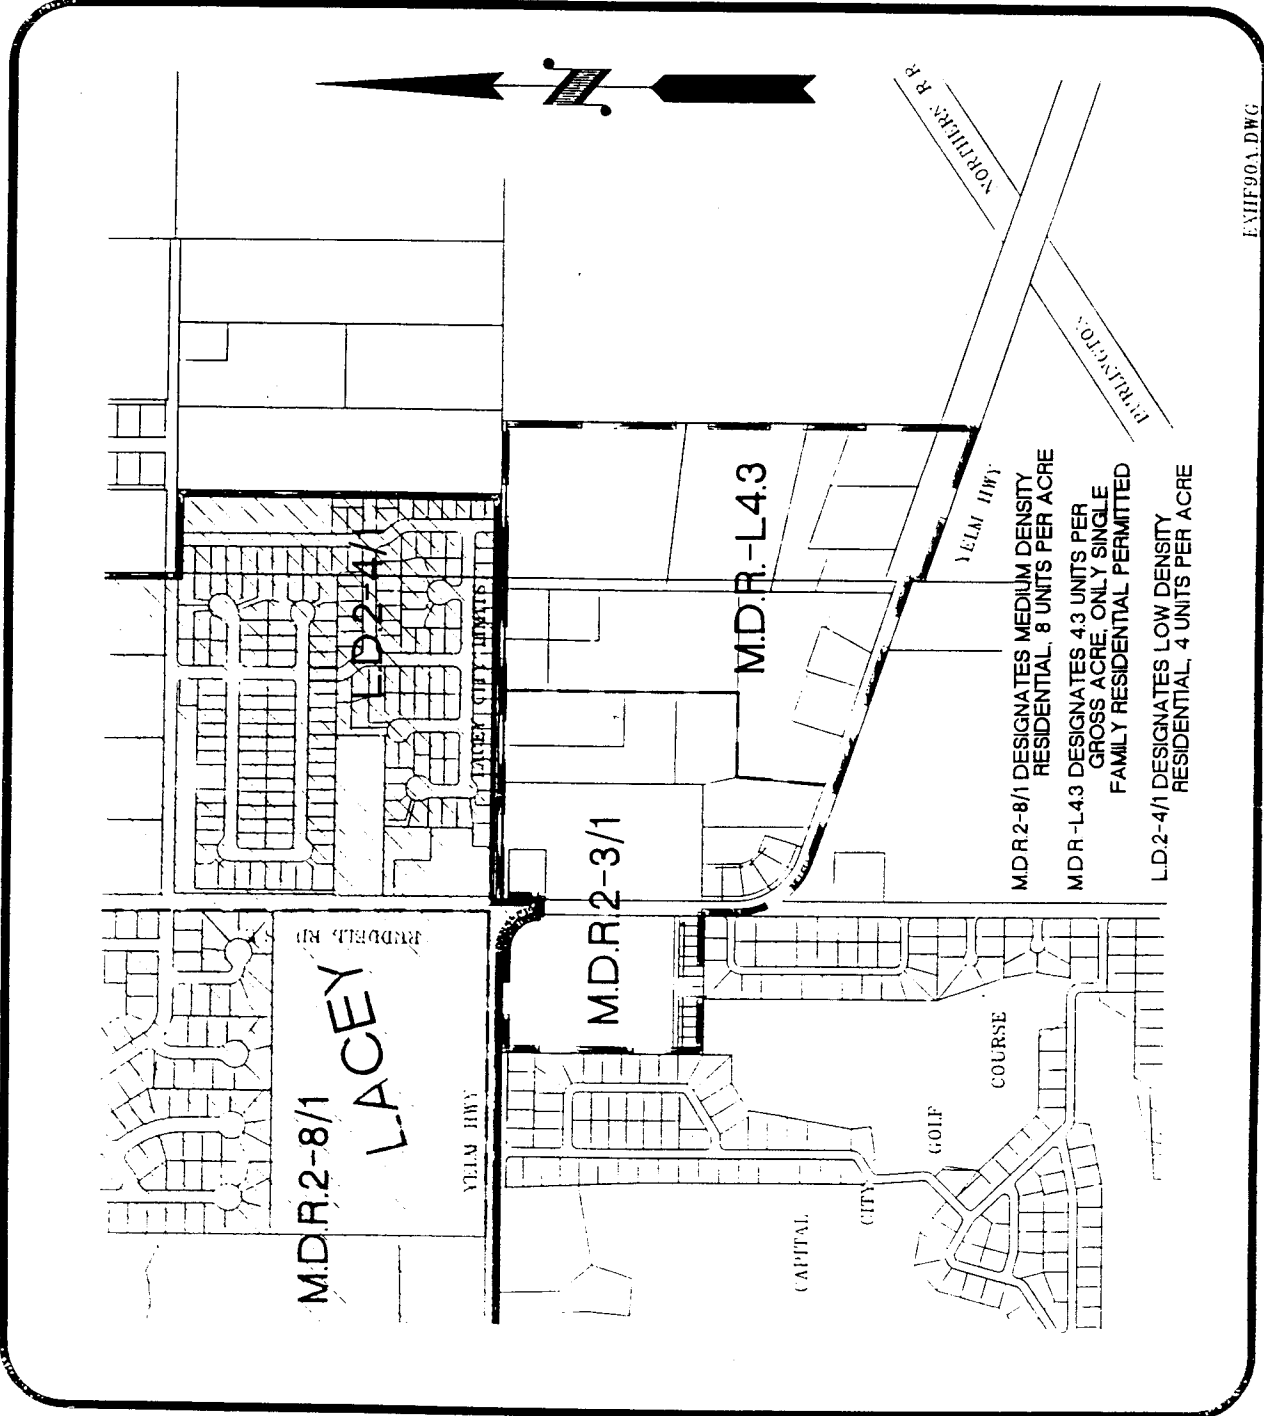 EXHF90A.DWG
NORTHERN R R
BURLINGTON
L.D.2-4/1
LACEY CITY LIMITS
M.D.R.-L4.3
YELM HWY
M.D.R.2-3/1
RUDDELL RD
LACEY
M.D.R.2-8/1
YELM HWY
CAPITAL
CITY
GOLF
COURSE
M.D.R.2-8/1 DESIGNATES MEDIUM DENSITY
RESIDENTIAL, 8 UNITS PER ACRE
M.D.R-L4.3 DESIGNATES 4.3 UNITS PER
GROSS ACRE, ONLY SINGLE
FAMILY RESIDENTIAL PERMITTED
L.D.2-4/1 DESIGNATES LOW DENSITY
RESIDENTIAL, 4 UNITS PER ACRE